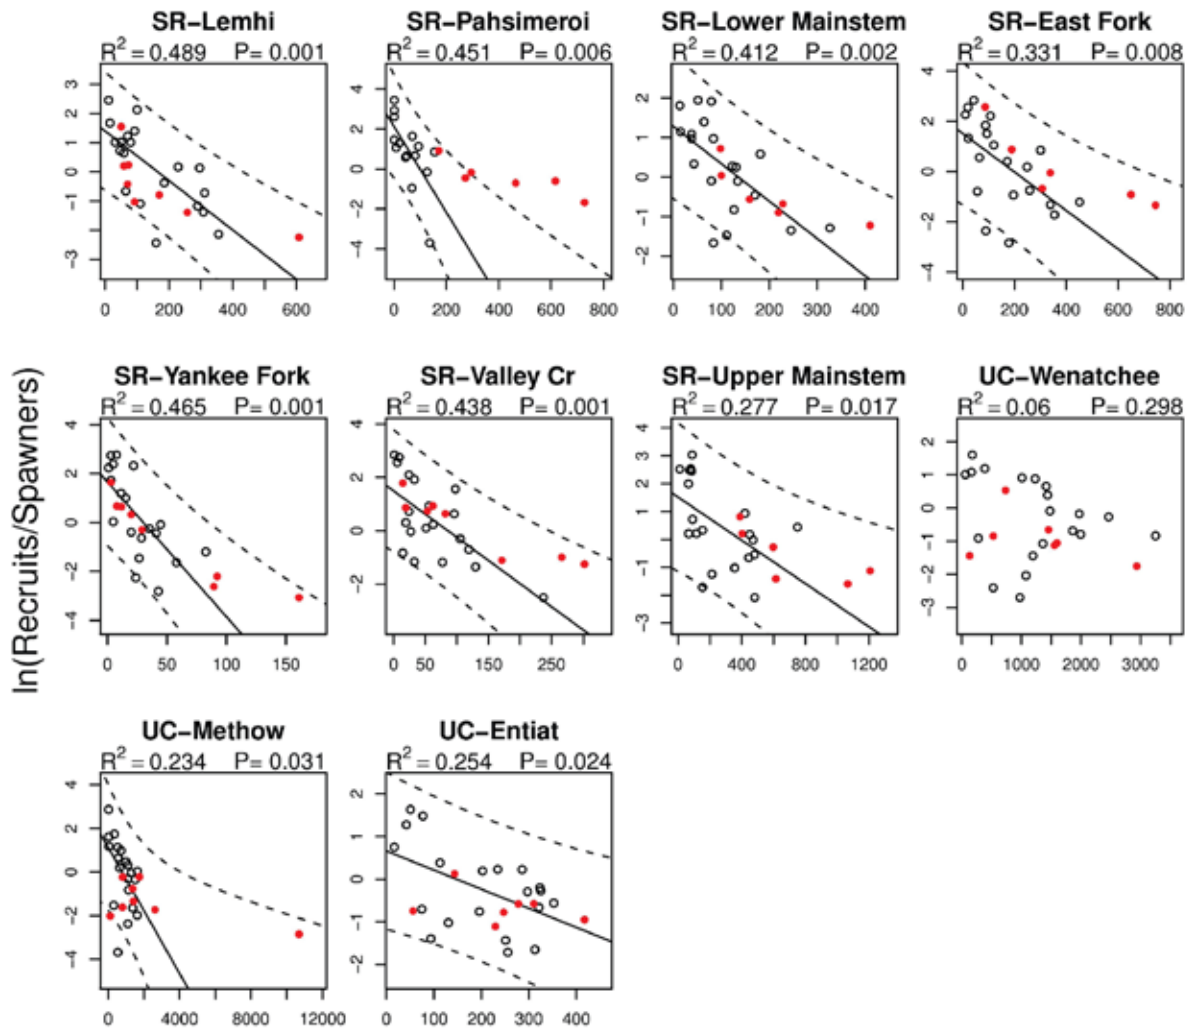 ln(Recruits/Spawners)
SR−Lemhi
R² = 0.489 P= 0.001
3
2
1
0
−1
−3
0 200 400 600
SR−Pahsimeroi
R² = 0.451 P= 0.006
4
2
0
−2
−4
0 200 400 600 800
SR−Lower Mainstem
R² = 0.412 P= 0.002
2
1
0
−1
−2
0 100 200 300 400
SR−East Fork
R² = 0.331 P= 0.008
4
2
0
−2
−4
0 200 400 600 800
SR−Yankee Fork
R² = 0.465 P= 0.001
4
2
0
−2
−4
0 50 100 150
SR−Valley Cr
R² = 0.438 P= 0.001
4
2
0
−2
0 50 150 250
SR−Upper Mainstem
R² = 0.277 P= 0.017
4
3
2
1
0
−1
−3
0 400 800 1200
UC−Wenatchee
R² = 0.06 P= 0.298
2
1
0
−1
−2
−3
0 1000 2000 3000
UC−Methow
R² = 0.234 P= 0.031
4
2
0
−2
−4
0 4000 8000 12000
UC−Entiat
R² = 0.254 P= 0.024
2
1
0
−1
−2
0 100 200 300 400